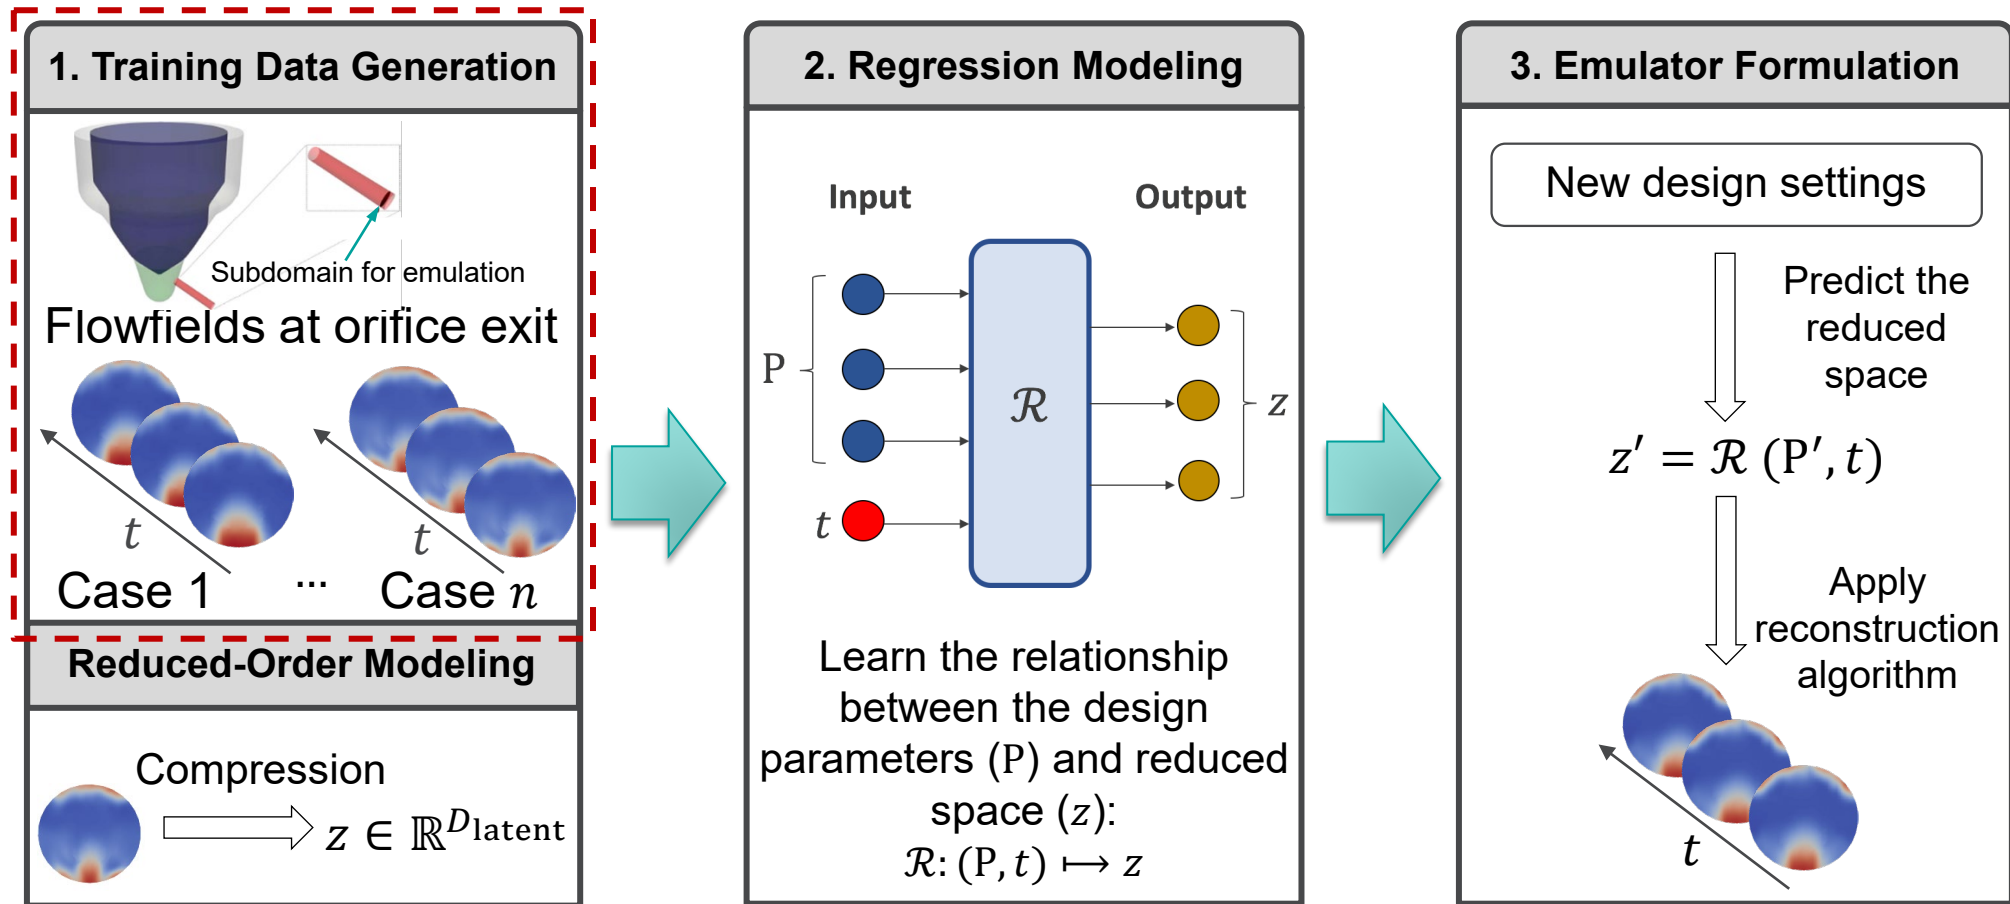 1. Training Data Generation
Subdomain for emulation
Flowfields at orifice exit
t
t
Case 1 ... Case n
Reduced-Order Modeling
Compression
z ∈ ℝ^{D_latent}
2. Regression Modeling
Input
Output
P
ℛ
z
t
Learn the relationship
between the design
parameters (P) and reduced
space (z):
ℛ: (P, t) ↦ z
3. Emulator Formulation
New design settings
Predict the
reduced
space
z′ = ℛ (P′, t)
Apply
reconstruction
algorithm
t